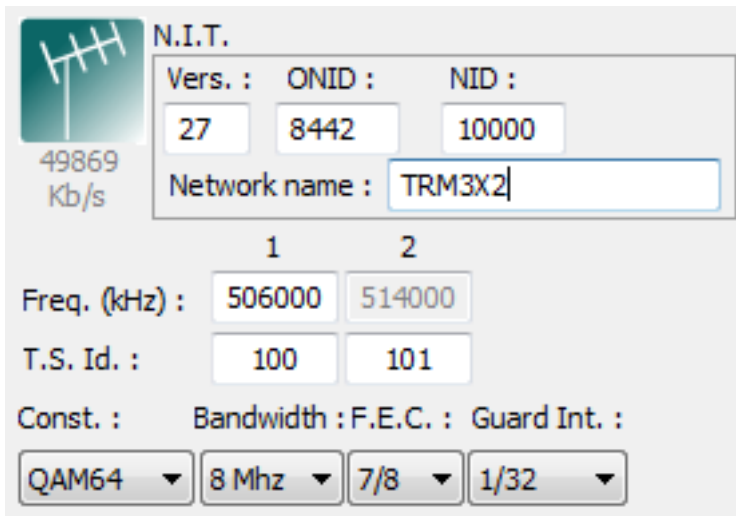 N.I.T.
Vers. : ONID : NID :
27 8442 10000
49869
Kb/s
Network name : TRM3X2
1 2
Freq. (kHz) : 506000 514000
T.S. Id. : 100 101
Const. : Bandwidth : F.E.C. : Guard Int. :
QAM64 8 Mhz 7/8 1/32